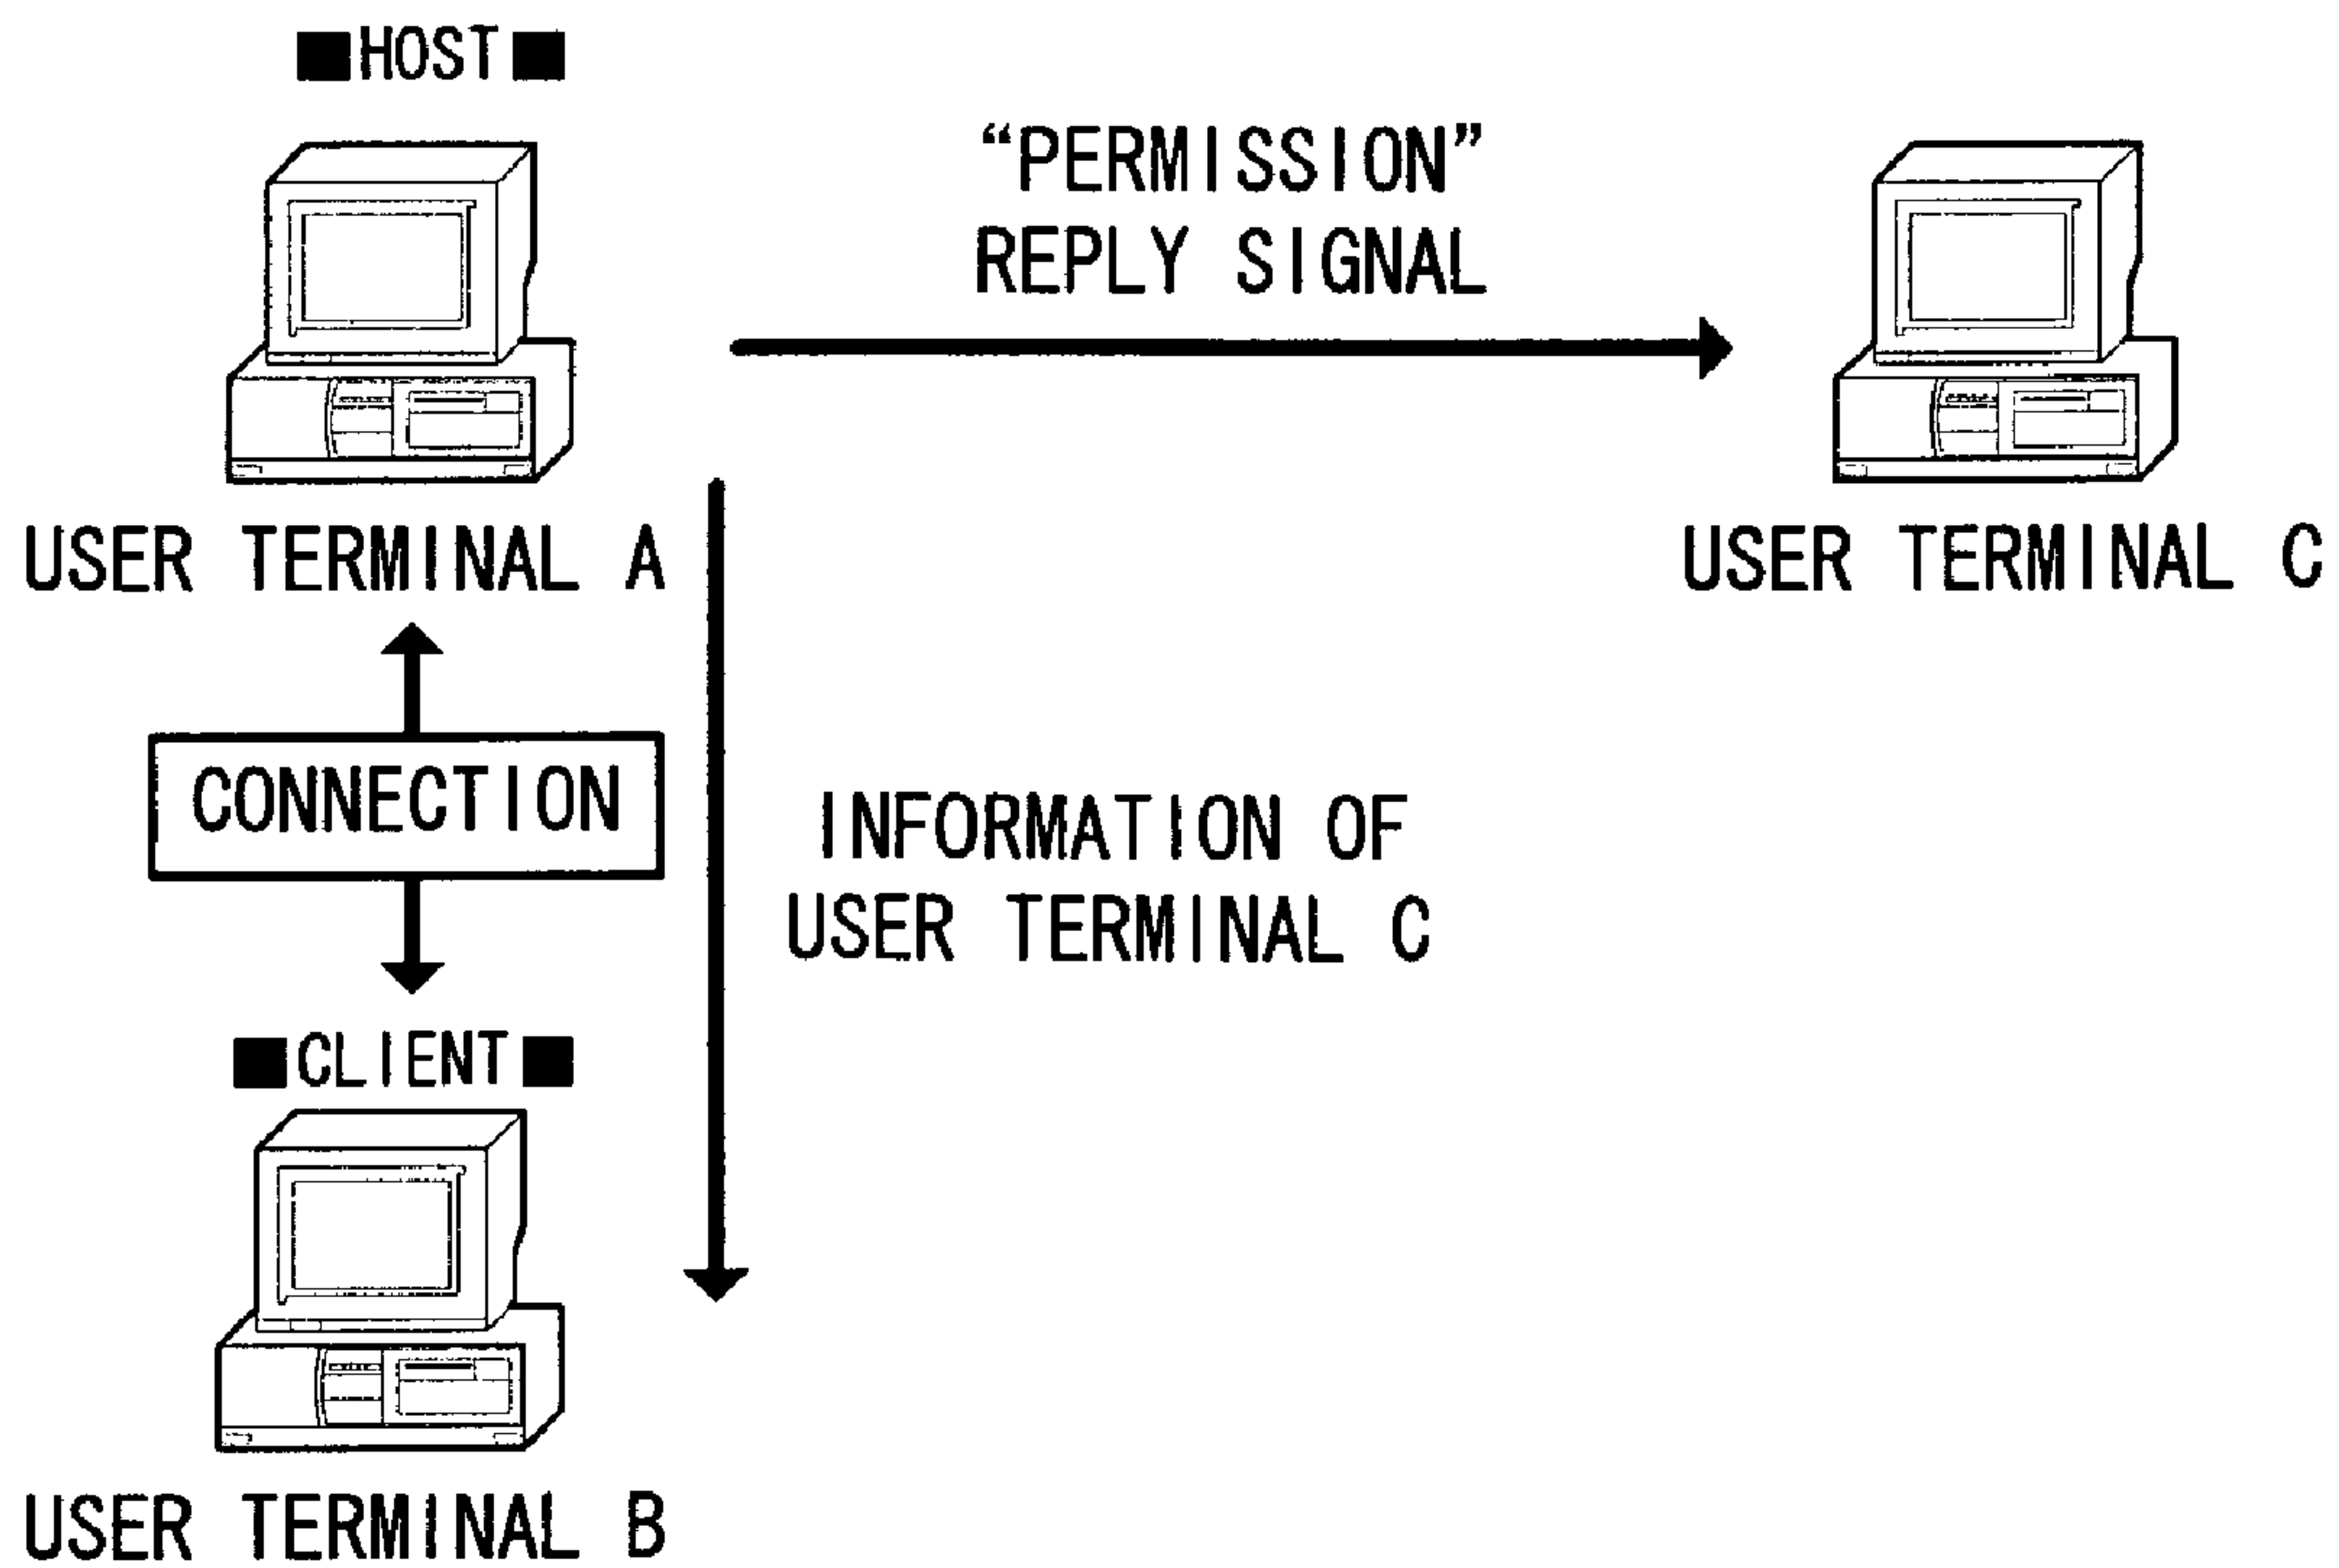 ■HOST■
“PERMISSION”
REPLY SIGNAL
USER TERMINAL A
USER TERMINAL C
CONNECTION
INFORMATION OF
USER TERMINAL C
■CLIENT■
USER TERMINAL B